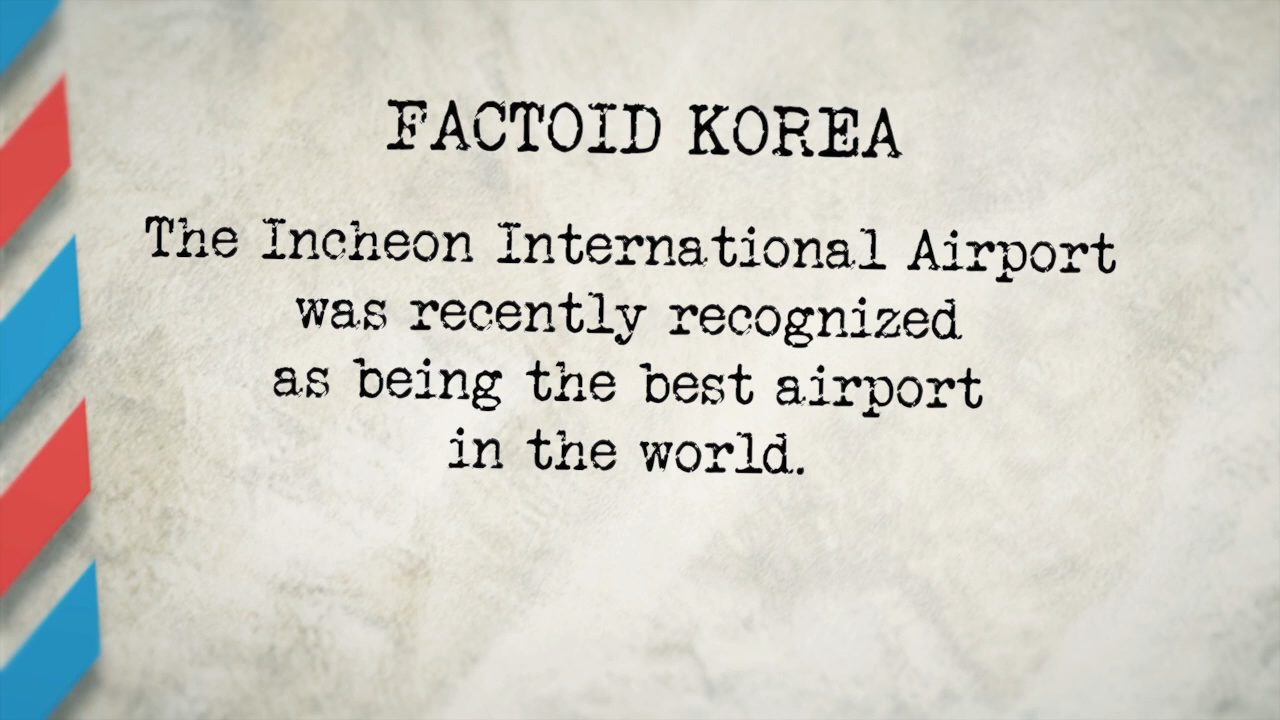 FACTOID KOREA
The Incheon International Airport
was recently recognized
as being the best airport
in the world.